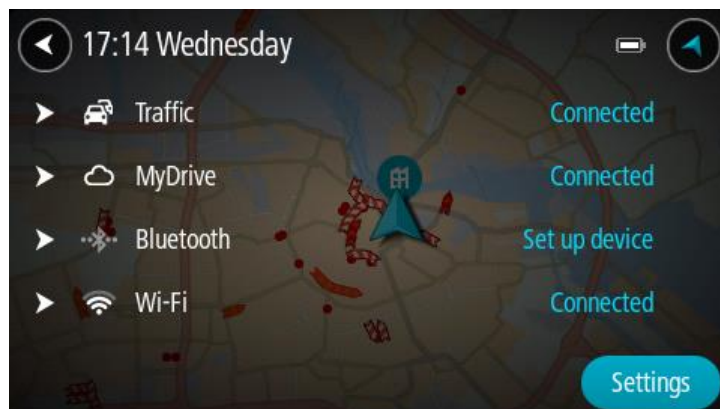 17:14 Wednesday
Traffic Connected
MyDrive Connected
Bluetooth Set up device
Wi-Fi Connected
Settings